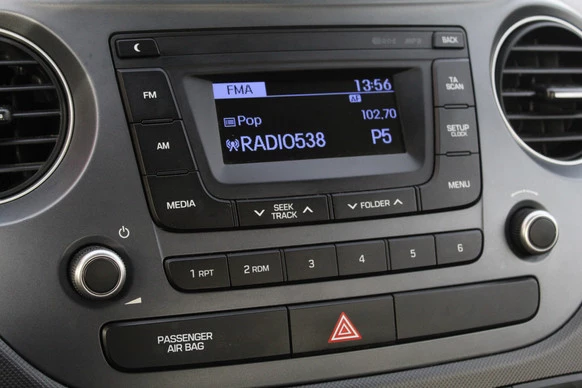 BACK
FMA 13:56
AF
Pop 102.70
RADIO538 P5
FM
AM
MEDIA
SEEK
TRACK
FOLDER
TA
SCAN
SETUP
CLOCK
MENU
1 RPT
2 RDM
3
4
5
6
PASSENGER
AIR BAG